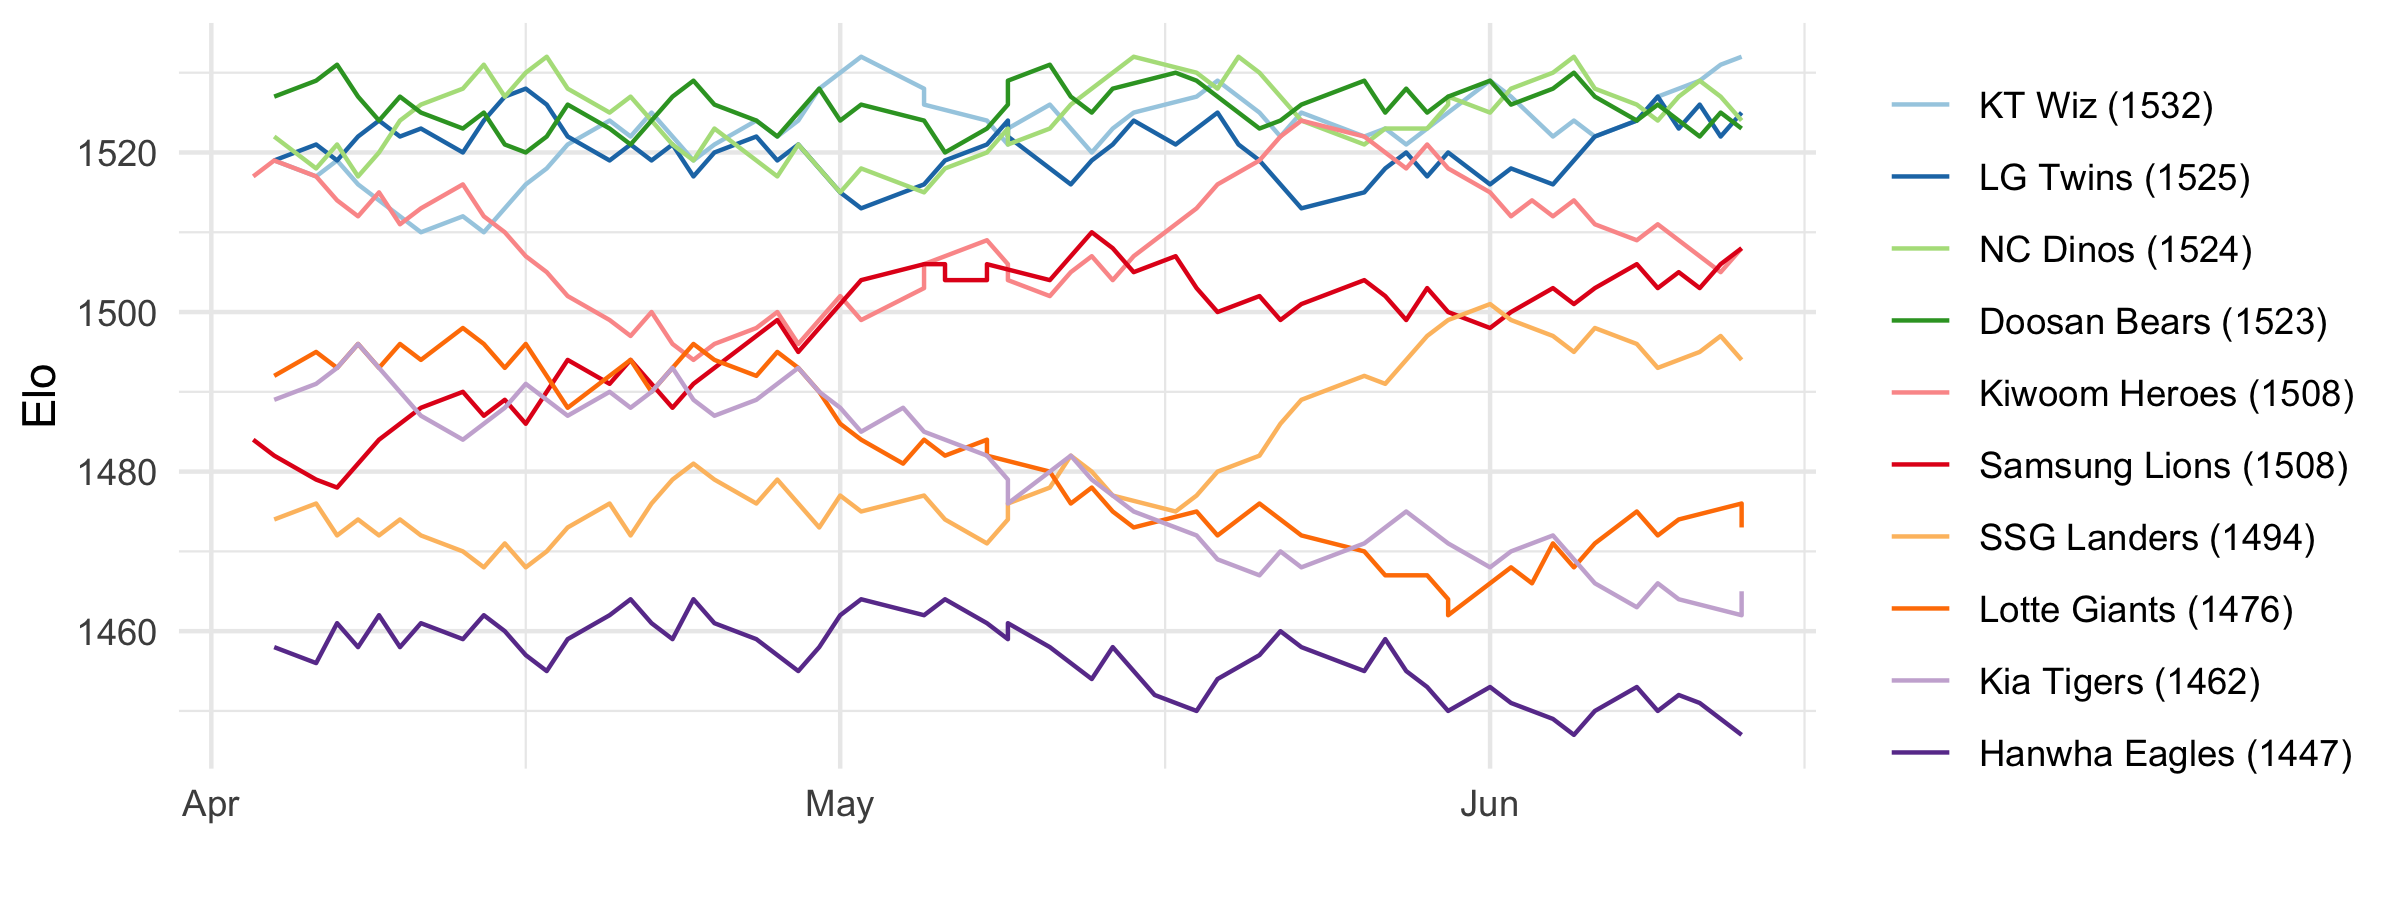 Elo
1520
1500
1480
1460
Apr
May
Jun
KT Wiz (1532)
LG Twins (1525)
NC Dinos (1524)
Doosan Bears (1523)
Kiwoom Heroes (1508)
Samsung Lions (1508)
SSG Landers (1494)
Lotte Giants (1476)
Kia Tigers (1462)
Hanwha Eagles (1447)